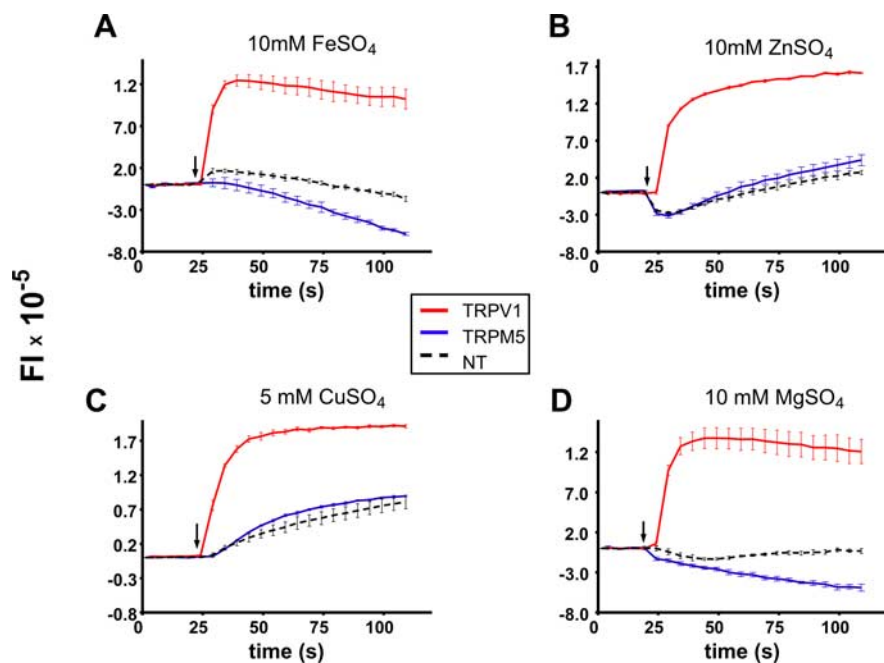 A
10mM FeSO4
1.2
7.0
2.0
-3.0
-8.0
0 25 50 75 100
time (s)
B
10mM ZnSO4
1.7
1.2
7.0
2.0
-3.0
-8.0
0 25 50 75 100
time (s)
FI x 10-5
TRPV1
TRPM5
NT
C
5 mM CuSO4
1.7
1.2
0.7
0.2
-0.3
-0.8
0 25 50 75 100
time (s)
D
10 mM MgSO4
1.2
7.0
2.0
-3.0
-8.0
0 25 50 75 100
time (s)